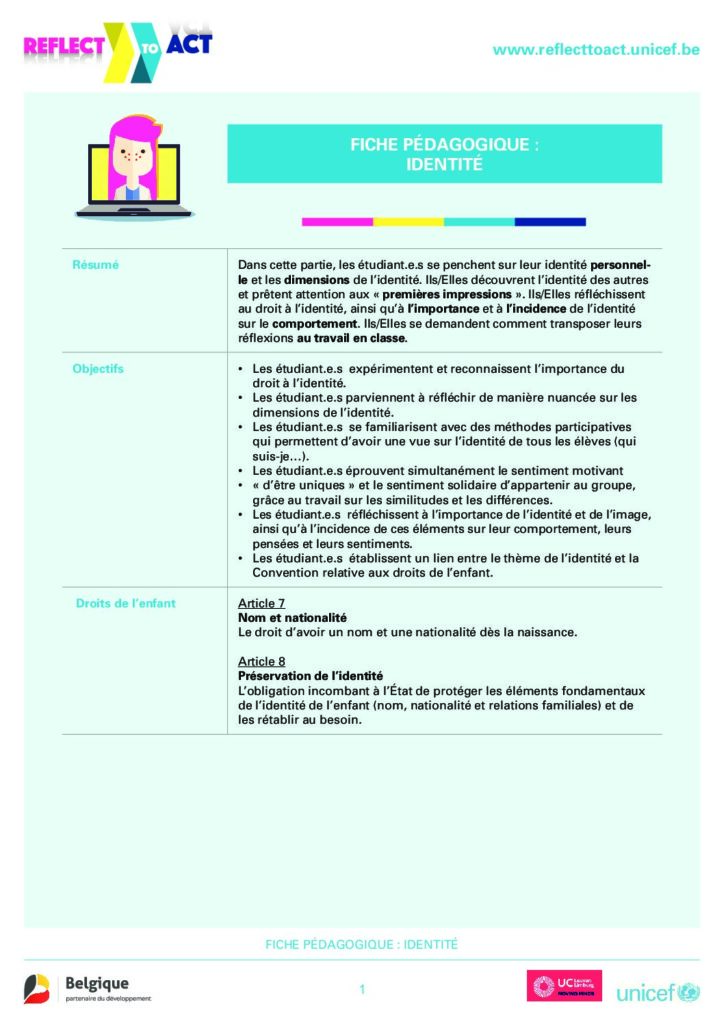 REFLECT TO ACT
www.reflecttoact.unicef.be
FICHE PÉDAGOGIQUE :
IDENTITÉ
Résumé
Dans cette partie, les étudiant.e.s se penchent sur leur identité personnel-
le et les dimensions de l’identité. Ils/Elles découvrent l’identité des autres
et prêtent attention aux « premières impressions ». Ils/Elles réfléchissent
au droit à l’identité, ainsi qu’à l’importance et à l’incidence de l’identité
sur le comportement. Ils/Elles se demandent comment transposer leurs
réflexions au travail en classe.
Objectifs
• Les étudiant.e.s expérimentent et reconnaissent l’importance du
droit à l’identité.
• Les étudiant.e.s parviennent à réfléchir de manière nuancée sur les
dimensions de l’identité.
• Les étudiant.e.s se familiarisent avec des méthodes participatives
qui permettent d’avoir une vue sur l’identité de tous les élèves (qui
suis-je…).
• Les étudiant.e.s éprouvent simultanément le sentiment motivant
• « d’être uniques » et le sentiment solidaire d’appartenir au groupe,
grâce au travail sur les similitudes et les différences.
• Les étudiant.e.s réfléchissent à l’importance de l’identité et de l’image,
ainsi qu’à l’incidence de ces éléments sur leur comportement, leurs
pensées et leurs sentiments.
• Les étudiant.e.s établissent un lien entre le thème de l’identité et la
Convention relative aux droits de l’enfant.
Droits de l’enfant
Article 7
Nom et nationalité
Le droit d’avoir un nom et une nationalité dès la naissance.
Article 8
Préservation de l’identité
L’obligation incombant à l’État de protéger les éléments fondamentaux
de l’identité de l’enfant (nom, nationalité et relations familiales) et de
les rétablir au besoin.
FICHE PÉDAGOGIQUE : IDENTITÉ
Belgique
partenaire du développement
1
UC Leuven
Limburg
MOVING MINDS
unicef